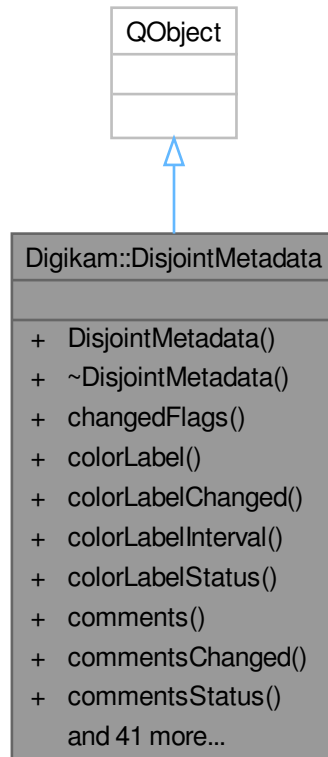 QObject
Digikam::DisjointMetadata
+ DisjointMetadata()
+ ~DisjointMetadata()
+ changedFlags()
+ colorLabel()
+ colorLabelChanged()
+ colorLabelInterval()
+ colorLabelStatus()
+ comments()
+ commentsChanged()
+ commentsStatus()
and 41 more...